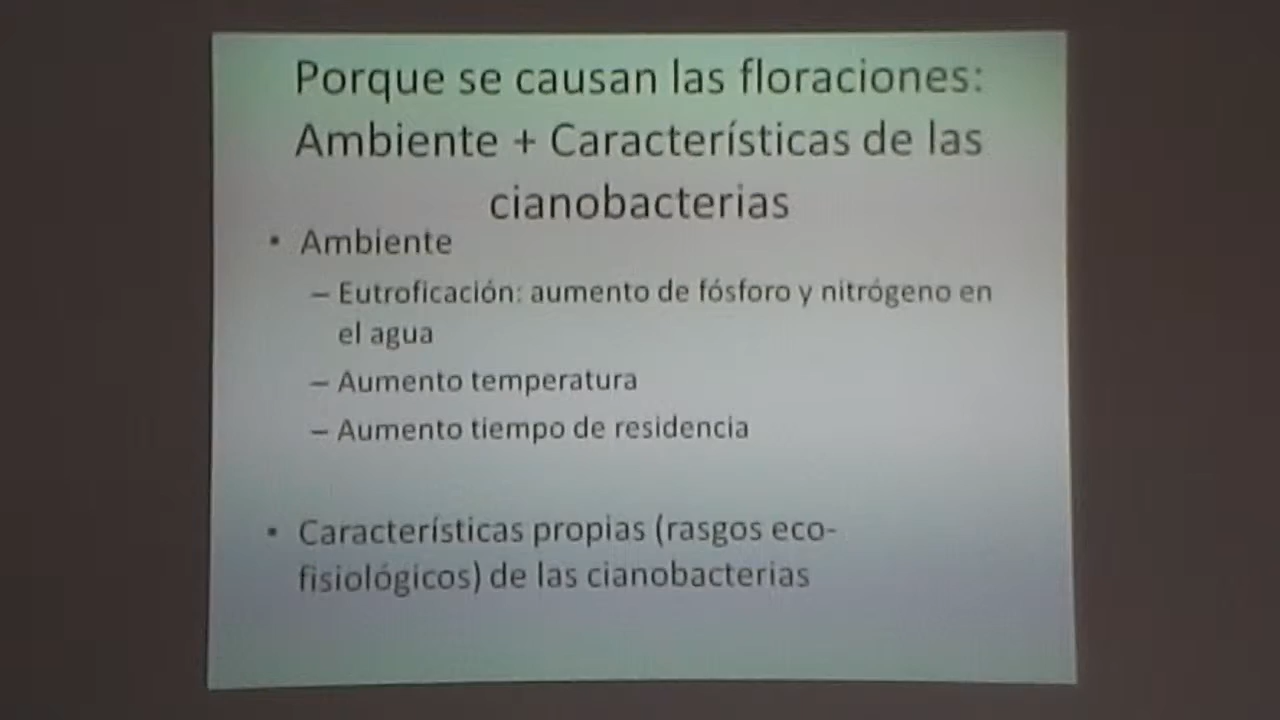 Porque se causan las floraciones:
Ambiente + Características de las
cianobacterias
• Ambiente
– Eutroficación: aumento de fósforo y nitrógeno en
el agua
– Aumento temperatura
– Aumento tiempo de residencia
• Características propias (rasgos eco-
fisiológicos) de las cianobacterias